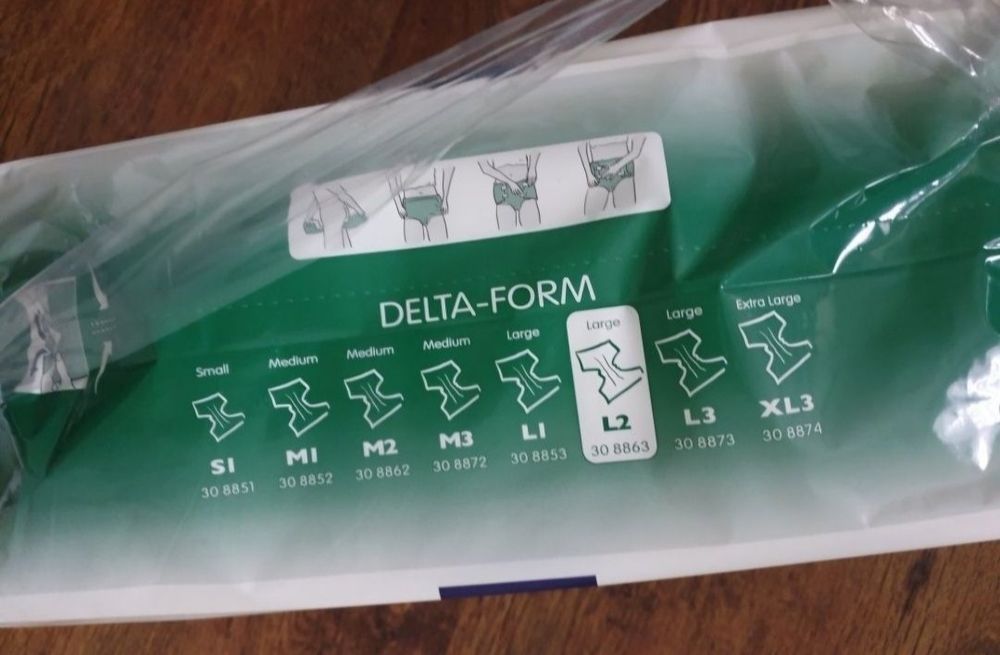 DELTA-FORM
Small Medium Medium Medium Large Large Large Extra Large
S1 M1 M2 M3 L1 L2 L3 XL3
30 8851 30 8852 30 8862 30 8872 30 8853 30 8863 30 8873 30 8874